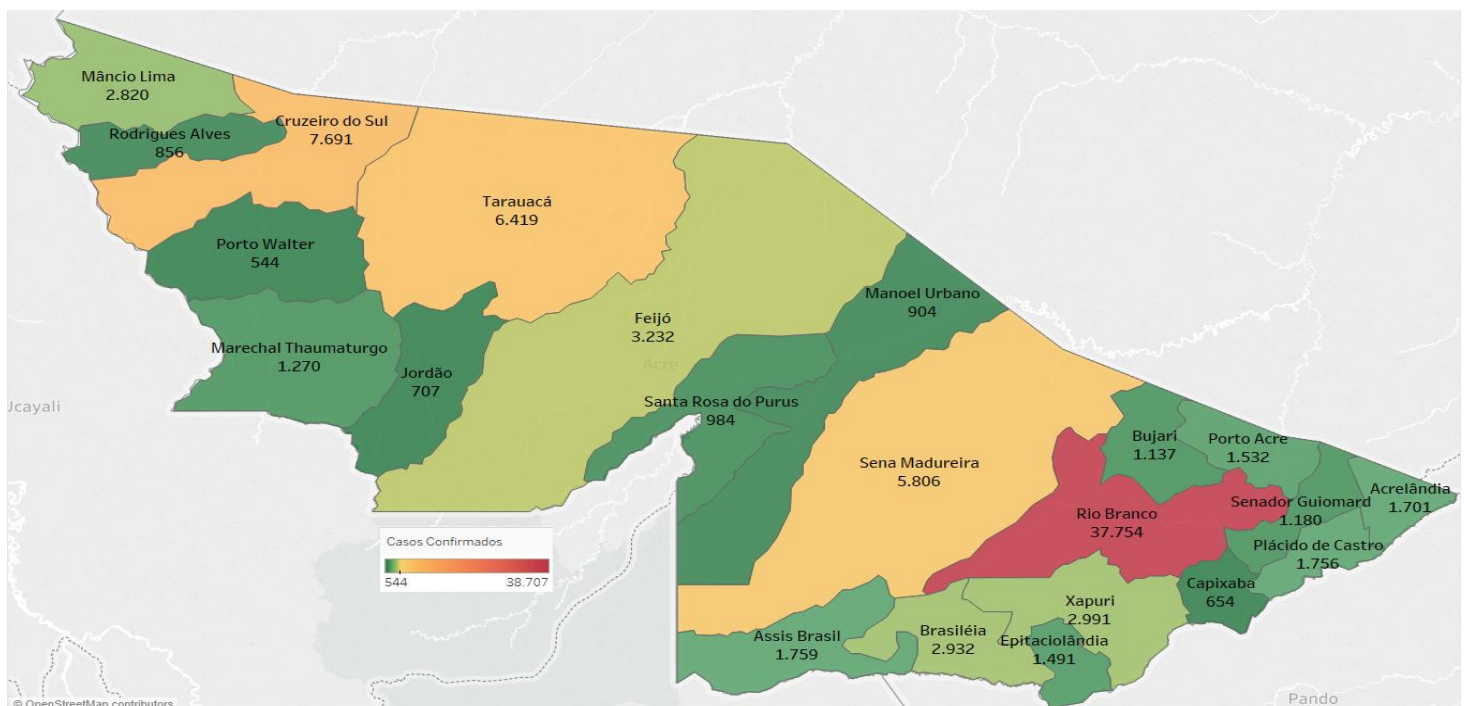 Mâncio Lima
2.820
Rodrigues Alves
856
Cruzeiro do Sul
7.691
Tarauacá
6.419
Porto Walter
544
Marechal Thaumaturgo
1.270
Jordão
707
Feijó
3.232
Acre
Manoel Urbano
904
Santa Rosa do Purus
984
Sena Madureira
5.806
Bujari
1.137
Porto Acre
1.532
Rio Branco
37.754
Senador Guiomard
1.180
Acrelândia
1.701
Plácido de Castro
1.756
Capixaba
654
Xapuri
2.991
Assis Brasil
1.759
Brasiléia
2.932
Epitaciolândia
1.491
Casos Confirmados
544 38.707
Ucayali
Pando
© OpenStreetMap contributors